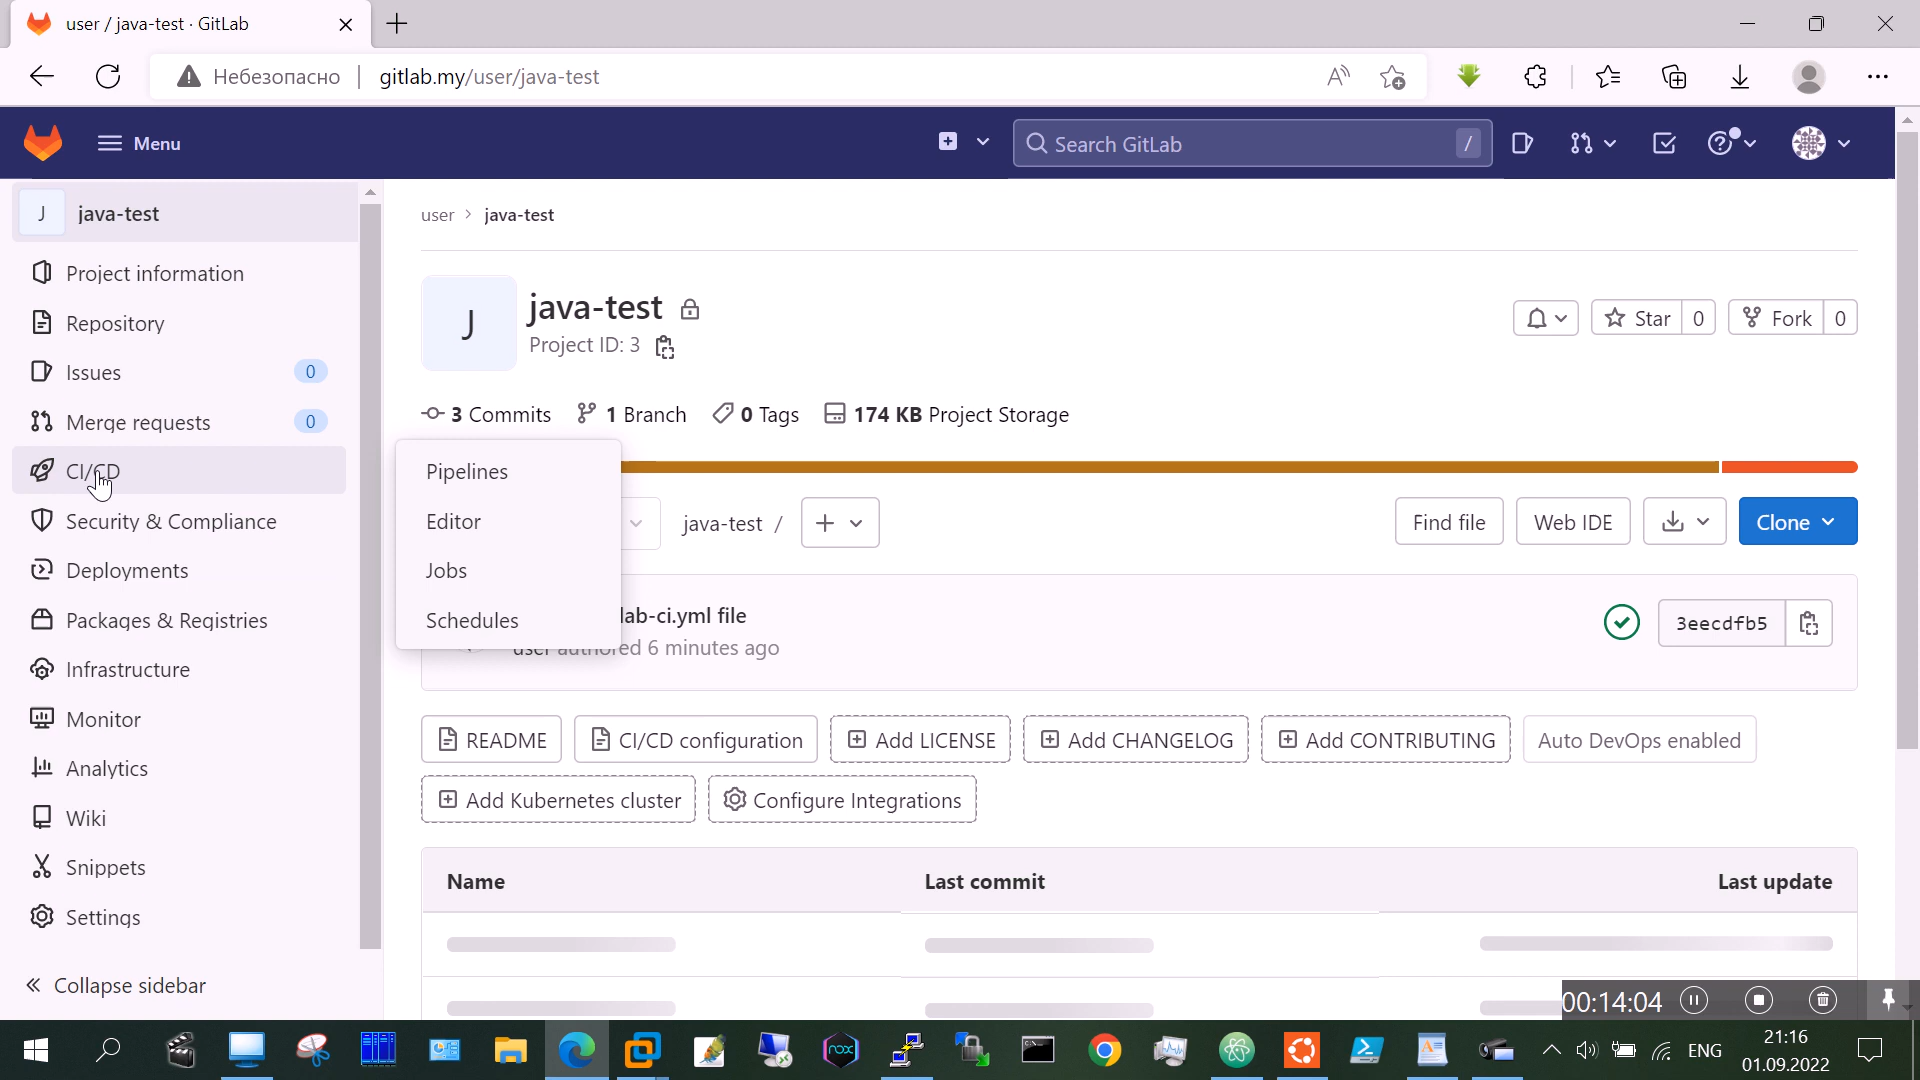 user / java-test · GitLab
Небезопасно
gitlab.my/user/java-test
Menu
Search GitLab
/
J java-test
Project information
Repository
Issues 0
Merge requests 0
CI/CD
Security & Compliance
Deployments
Packages & Registries
Infrastructure
Monitor
Analytics
Wiki
Snippets
Settings
Collapse sidebar
Pipelines
Editor
Jobs
Schedules
user > java-test
J
java-test
Project ID: 3
Star 0
Fork 0
3 Commits 1 Branch 0 Tags 174 KB Project Storage
java-test /
Find file
Web IDE
Clone
lab-ci.yml file
user authored 6 minutes ago
3eecdfb5
README
CI/CD configuration
Add LICENSE
Add CHANGELOG
Add CONTRIBUTING
Auto DevOps enabled
Add Kubernetes cluster
Configure Integrations
Name Last commit Last update
00:14:04
nox
ENG
21:16
01.09.2022